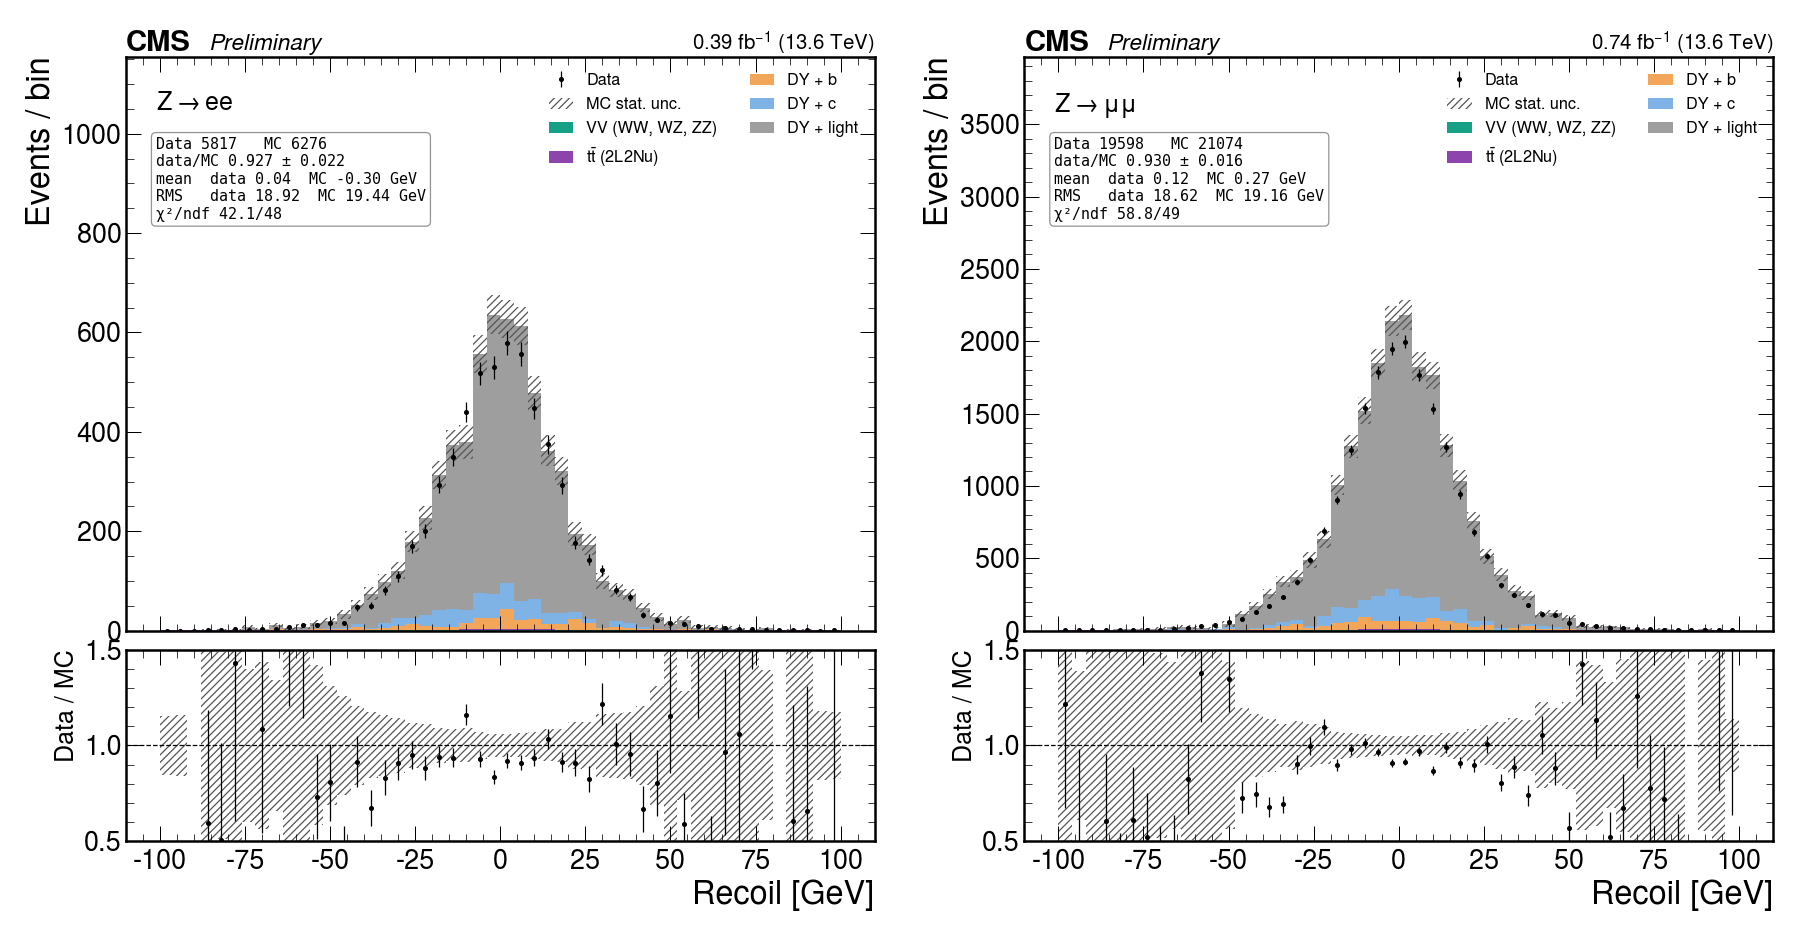 CMS Preliminary 0.39 fb⁻¹ (13.6 TeV)
Events / bin
Z → ee
Data
MC stat. unc.
VV (WW, WZ, ZZ)
tt̄ (2L2Nu)
DY + b
DY + c
DY + light
Data 5817 MC 6276
data/MC 0.927 ± 0.022
mean data 0.04 MC -0.30 GeV
RMS data 18.92 MC 19.44 GeV
χ²/ndf 42.1/48
1000
800
600
400
200
0
Data / MC
1.5
1.0
0.5
-100 -75 -50 -25 0 25 50 75 100
Recoil [GeV]
CMS Preliminary 0.74 fb⁻¹ (13.6 TeV)
Events / bin
Z → μμ
Data
MC stat. unc.
VV (WW, WZ, ZZ)
tt̄ (2L2Nu)
DY + b
DY + c
DY + light
Data 19598 MC 21074
data/MC 0.930 ± 0.016
mean data 0.12 MC 0.27 GeV
RMS data 18.62 MC 19.16 GeV
χ²/ndf 58.8/49
3500
3000
2500
2000
1500
1000
500
0
Data / MC
1.5
1.0
0.5
-100 -75 -50 -25 0 25 50 75 100
Recoil [GeV]